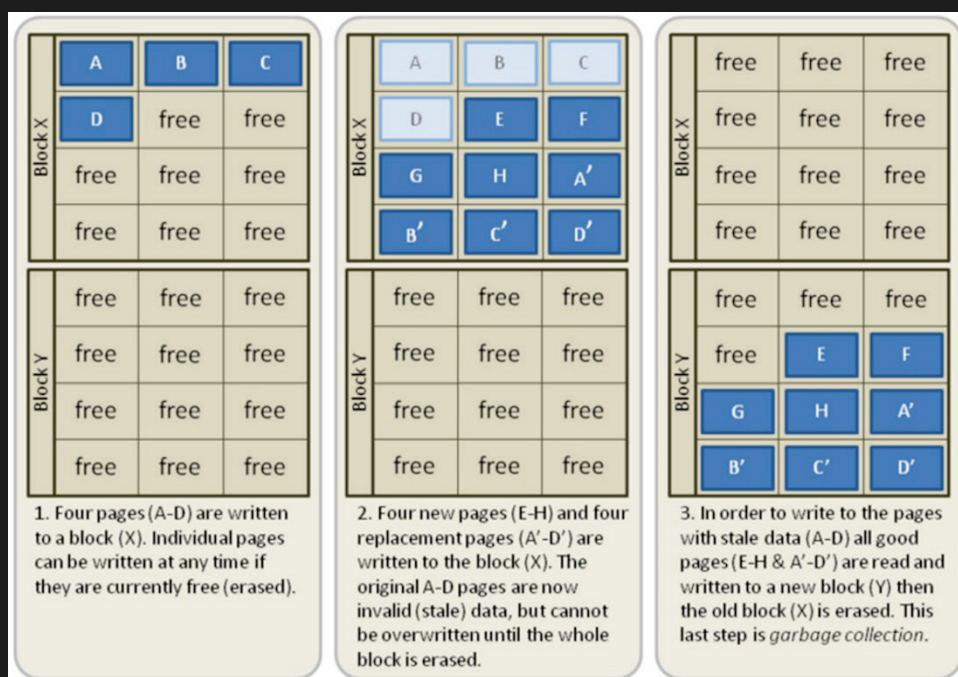 Block X
A B C
D free free
free free free
free free free
Block Y
free free free
free free free
free free free
free free free
1. Four pages (A-D) are written
to a block (X). Individual pages
can be written at any time if
they are currently free (erased).
Block X
A B C
D E F
G H A′
B′ C′ D′
Block Y
free free free
free free free
free free free
free free free
2. Four new pages (E-H) and four
replacement pages (A′-D′) are
written to the block (X). The
original A-D pages are now
invalid (stale) data, but cannot
be overwritten until the whole
block is erased.
Block X
free free free
free free free
free free free
free free free
Block Y
free free free
free E F
G H A′
B′ C′ D′
3. In order to write to the pages
with stale data (A-D) all good
pages (E-H & A′-D′) are read and
written to a new block (Y) then
the old block (X) is erased. This
last step is garbage collection.